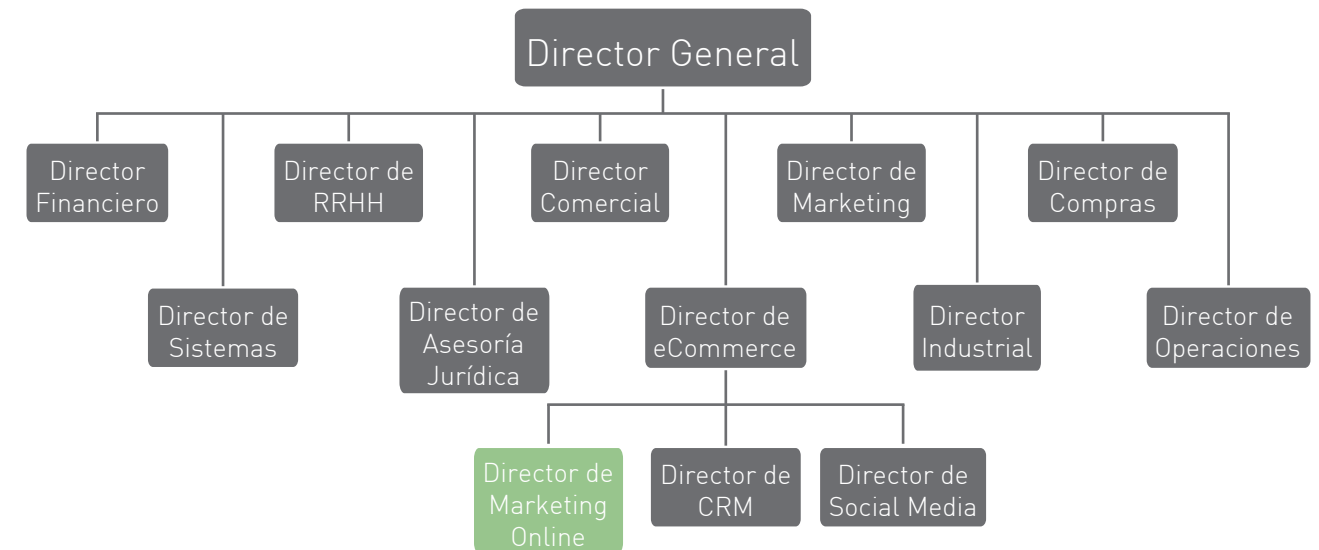 Director General
Director
Financiero
Director de
RRHH
Director
Comercial
Director de
Marketing
Director de
Compras
Director de
Sistemas
Director de
Asesoría
Jurídica
Director de
eCommerce
Director
Industrial
Director de
Operaciones
Director de
Marketing
Online
Director de
CRM
Director de
Social Media